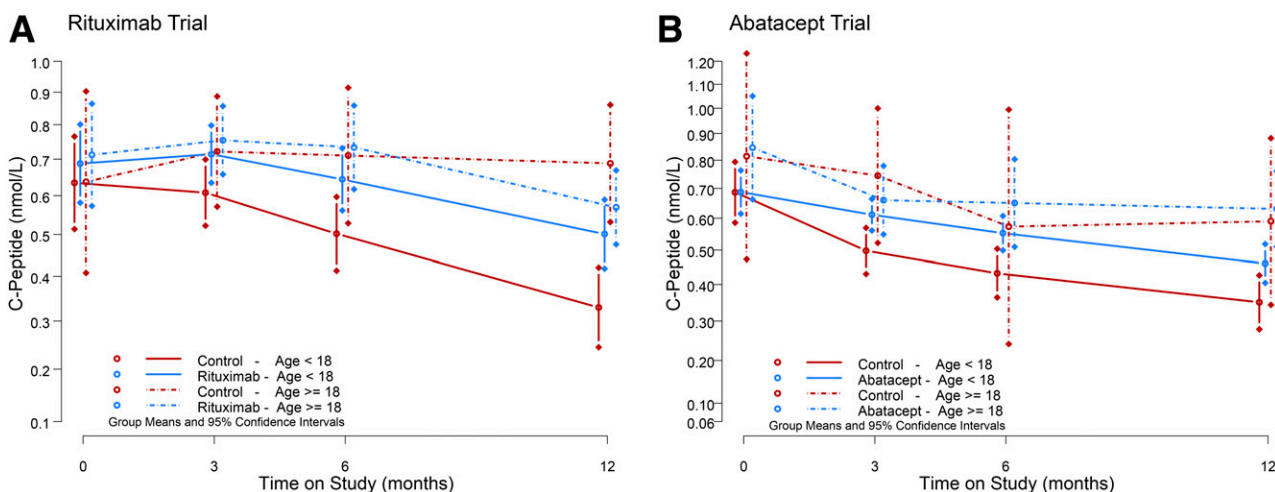 A Rituximab Trial
C-Peptide (nmol/L)
1.0
0.9
0.8
0.7
0.6
0.5
0.4
0.3
0.2
0.1
Control - Age < 18
Rituximab - Age < 18
Control - Age >= 18
Rituximab - Age >= 18
Group Means and 95% Confidence Intervals
0 3 6 12
Time on Study (months)
B Abatacept Trial
C-Peptide (nmol/L)
1.20
1.10
1.00
0.90
0.80
0.70
0.60
0.50
0.40
0.30
0.20
0.10
0.06
Control - Age < 18
Abatacept - Age < 18
Control - Age >= 18
Abatacept - Age >= 18
Group Means and 95% Confidence Intervals
0 3 6 12
Time on Study (months)